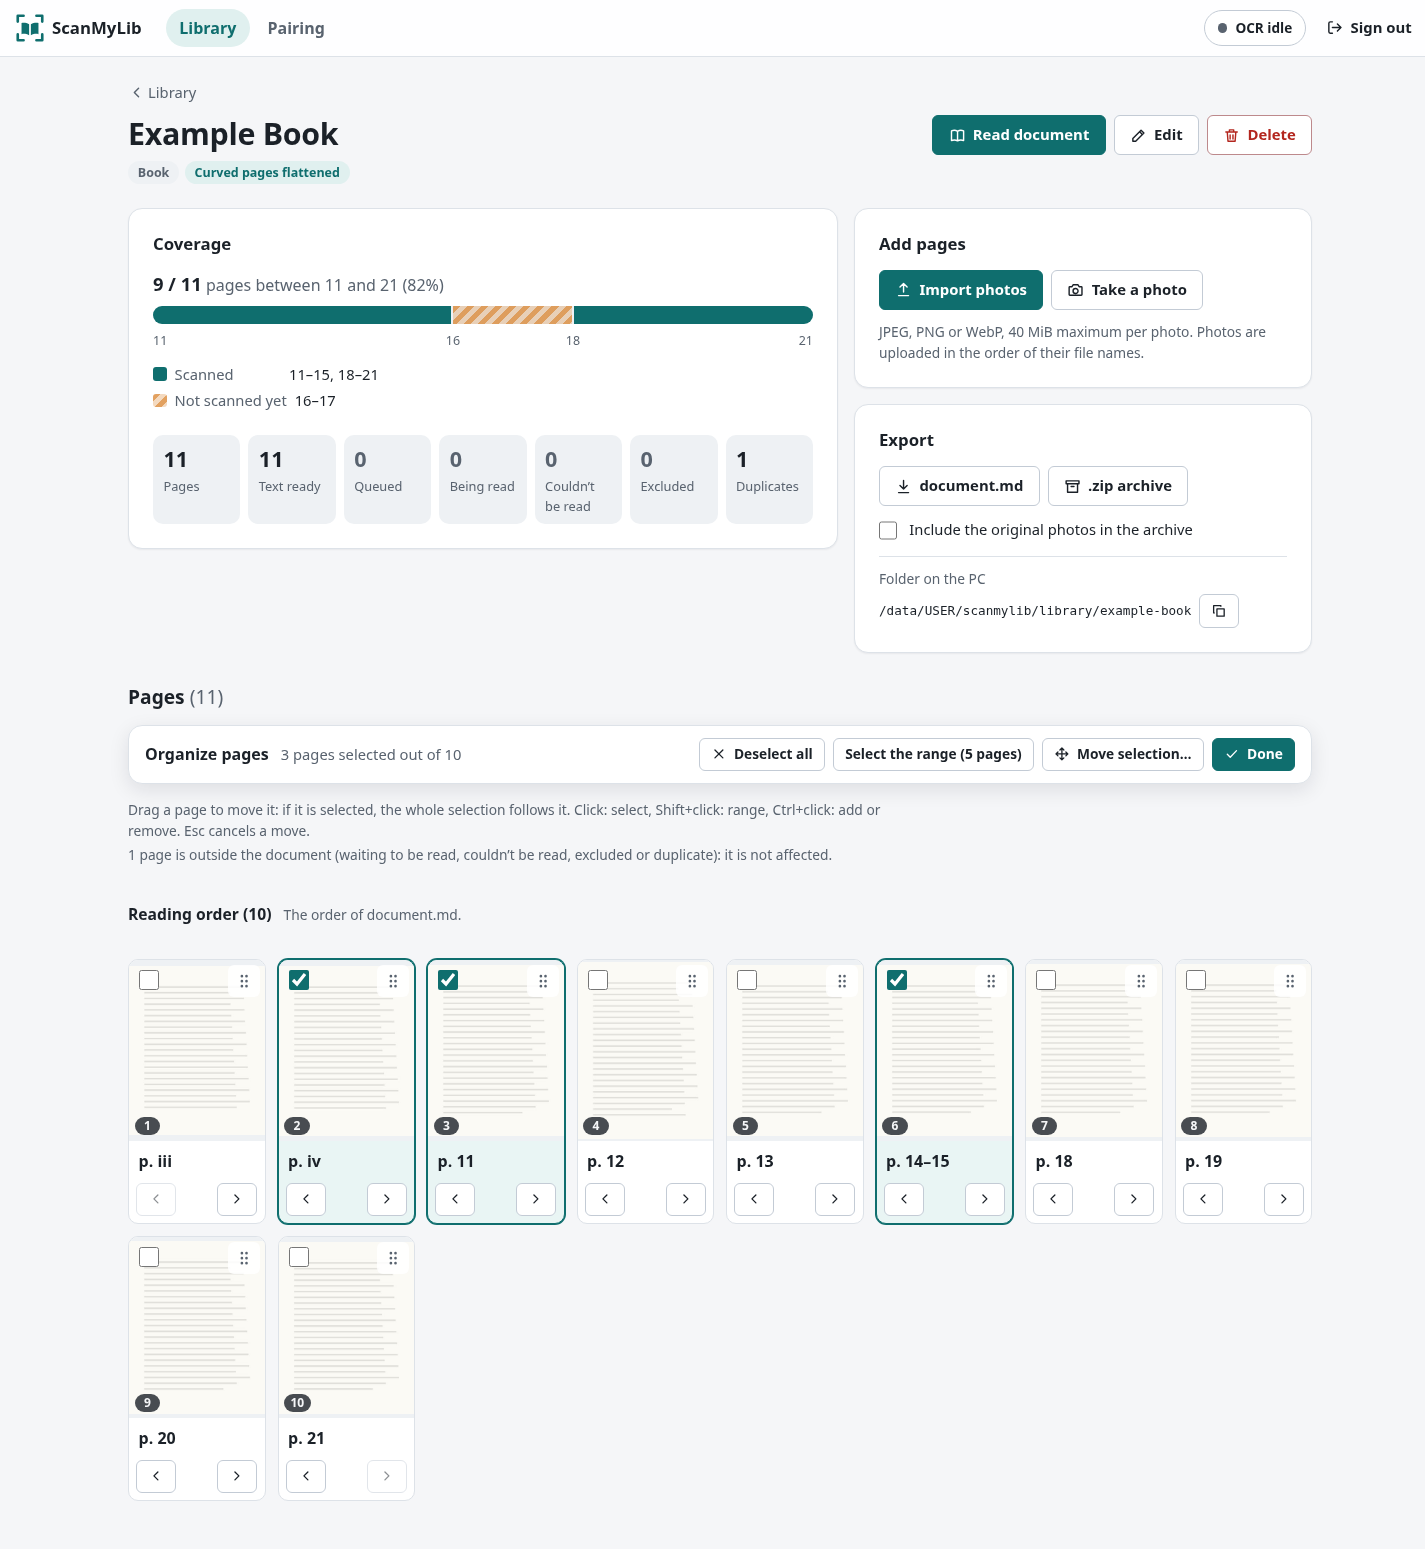 ScanMyLib
Library
Pairing
OCR idle
Sign out
Library
Example Book
Read document
Edit
Delete
Book
Curved pages flattened
Coverage
9 / 11 pages between 11 and 21 (82%)
11
16
18
21
Scanned 11–15, 18–21
Not scanned yet 16–17
11
Pages
11
Text ready
0
Queued
0
Being read
0
Couldn’t
be read
0
Excluded
1
Duplicates
Add pages
Import photos
Take a photo
JPEG, PNG or WebP, 40 MiB maximum per photo. Photos are
uploaded in the order of their file names.
Export
document.md
.zip archive
Include the original photos in the archive
Folder on the PC
/data/USER/scanmylib/library/example-book
Pages (11)
Organize pages 3 pages selected out of 10
Deselect all
Select the range (5 pages)
Move selection…
Done
Drag a page to move it: if it is selected, the whole selection follows it. Click: select, Shift+click: range, Ctrl+click: add or
remove. Esc cancels a move.
1 page is outside the document (waiting to be read, couldn’t be read, excluded or duplicate): it is not affected.
Reading order (10) The order of document.md.
1
p. iii
2
p. iv
3
p. 11
4
p. 12
5
p. 13
6
p. 14–15
7
p. 18
8
p. 19
9
p. 20
10
p. 21